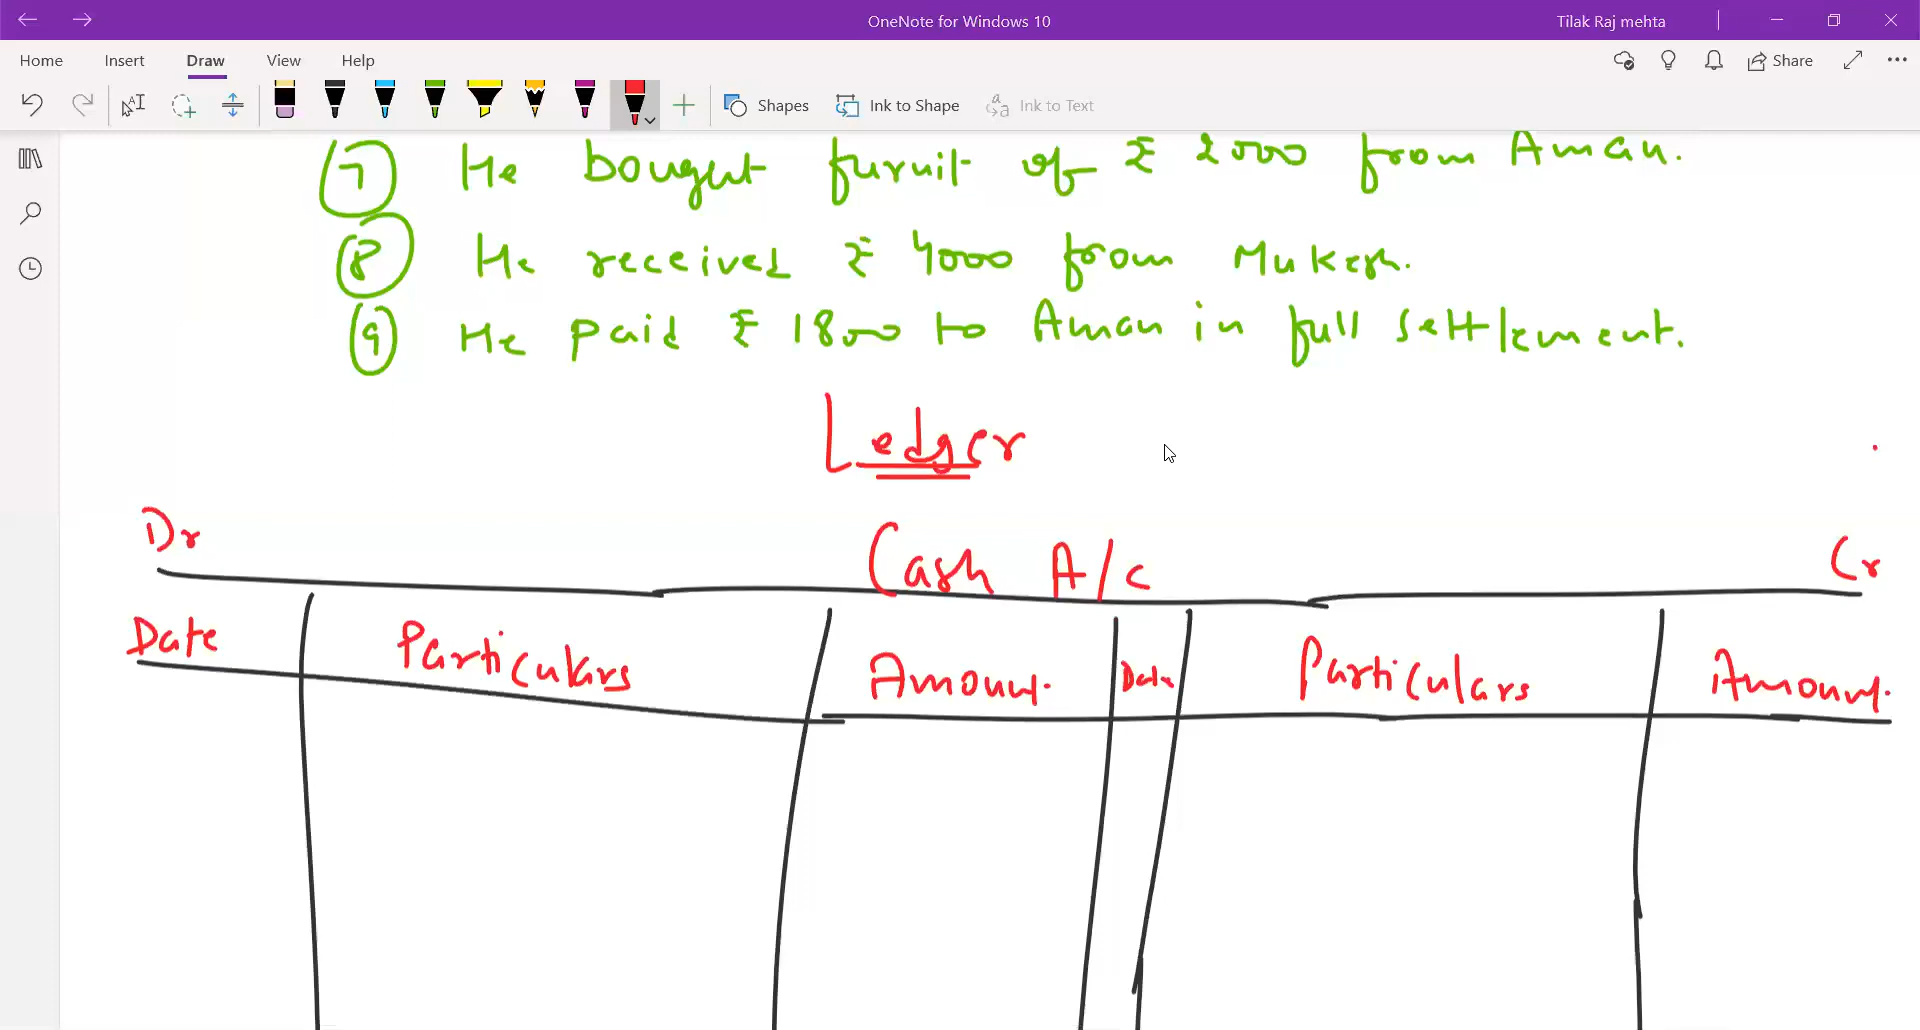 OneNote for Windows 10
Tilak Raj mehta
Home Insert Draw View Help
Share
Shapes Ink to Shape Ink to Text
7 He bought furnit of ₹ 2000 from Aman.
8 He received ₹ 4000 from Mukesh.
9 He paid ₹ 1800 to Aman in full settlement.
Ledger
Dr Cash A/c Cr
Date Particulars Amount. Date Particulars Amount.